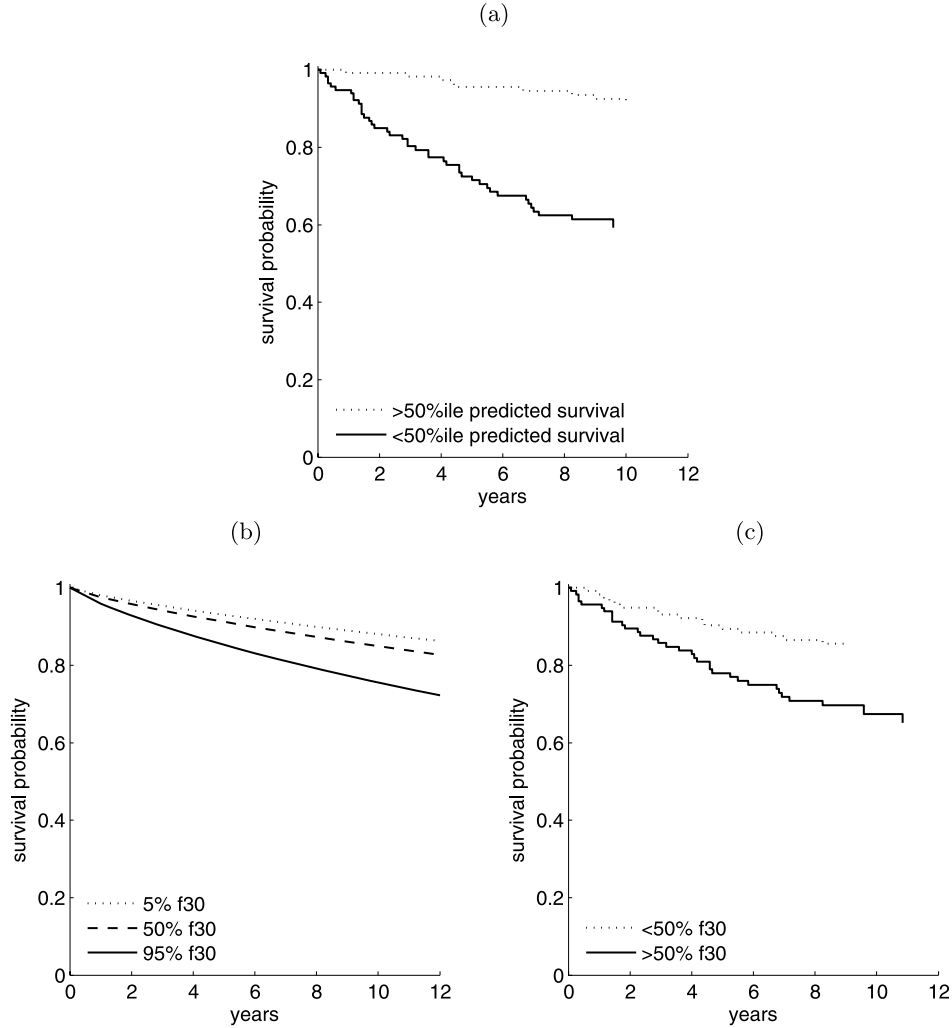 (a)
1
0.8
0.6
0.4
0.2
0
survival probability
>50%ile predicted survival
<50%ile predicted survival
0 2 4 6 8 10 12
years
(b)
1
0.8
0.6
0.4
0.2
0
survival probability
5% f30
50% f30
95% f30
0 2 4 6 8 10 12
years
(c)
1
0.8
0.6
0.4
0.2
0
survival probability
<50% f30
>50% f30
0 2 4 6 8 10 12
years